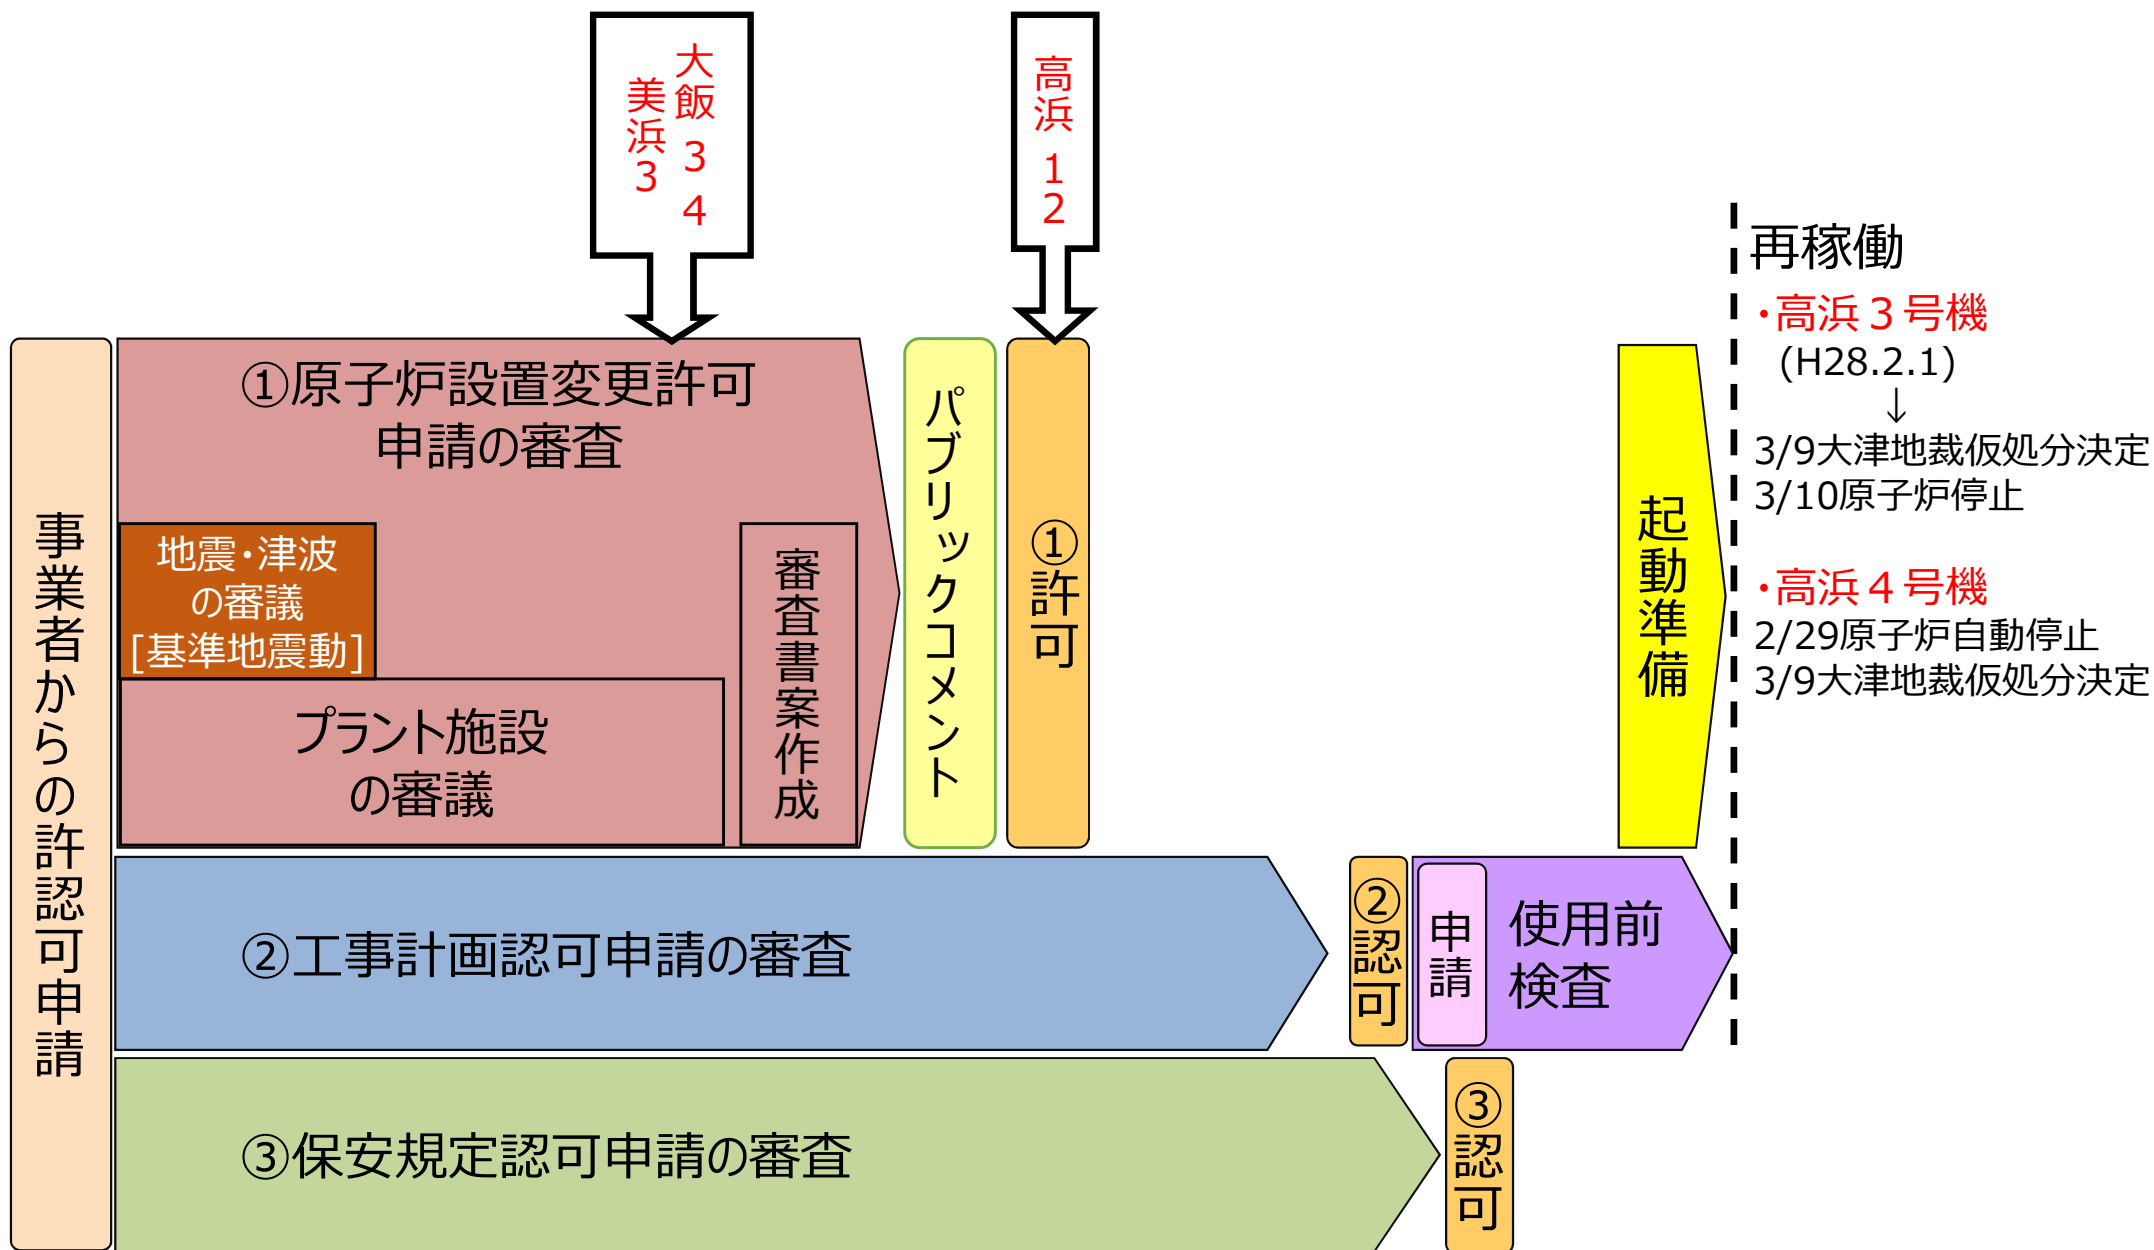 大飯 ３ ４
美浜３
高浜 １２
事業者からの許認可申請
①原子炉設置変更許可
申請の審査
地震・津波
の審議
[基準地震動]
プラント施設
の審議
審査書案作成
パブリックコメント
①許可
起動準備
再稼働
・高浜３号機
(H28.2.1)
↓
3/9大津地裁仮処分決定
3/10原子炉停止
・高浜４号機
2/29原子炉自動停止
3/9大津地裁仮処分決定
②工事計画認可申請の審査
②認可
申請
使用前
検査
③保安規定認可申請の審査
③認可